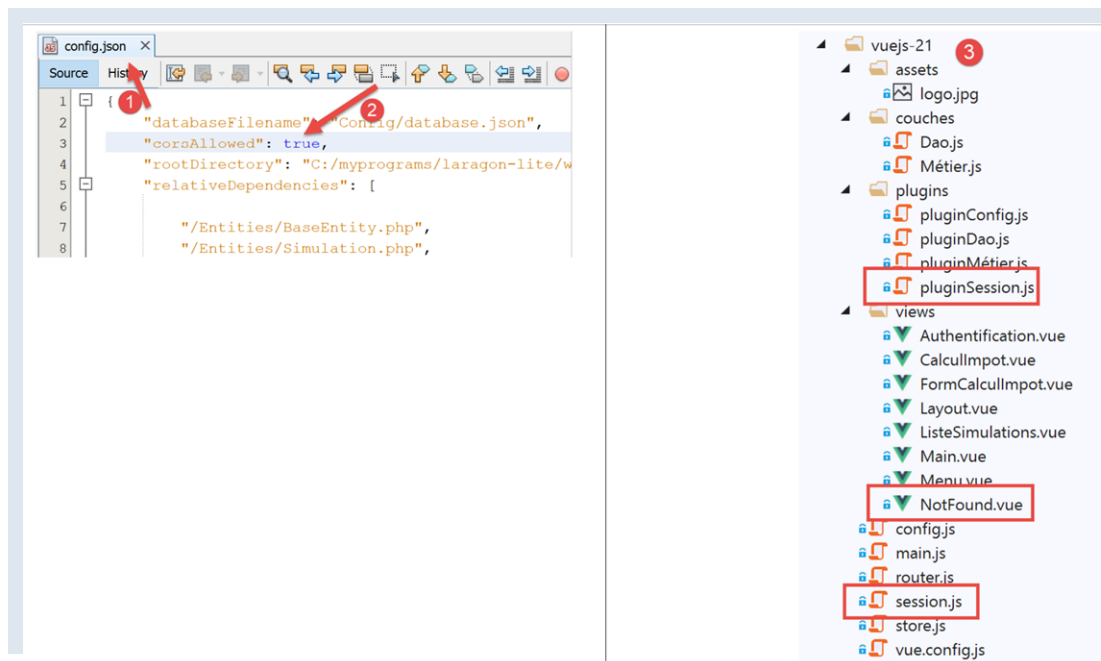 config.json
Source History
1 {
2 "databaseFilename": "Config/database.json",
3 "corsAllowed": true,
4 "rootDirectory": "C:/myprograms/laragon-lite/w
5 "relativeDependencies": [
6
7 "/Entities/BaseEntity.php",
8 "/Entities/Simulation.php",
1
2
vuejs-21
3
assets
logo.jpg
couches
Dao.js
Métier.js
plugins
pluginConfig.js
pluginDao.js
pluginMétier.js
pluginSession.js
views
Authentification.vue
CalculImpot.vue
FormCalculImpot.vue
Layout.vue
ListeSimulations.vue
Main.vue
Menu.vue
NotFound.vue
config.js
main.js
router.js
session.js
store.js
vue.config.js